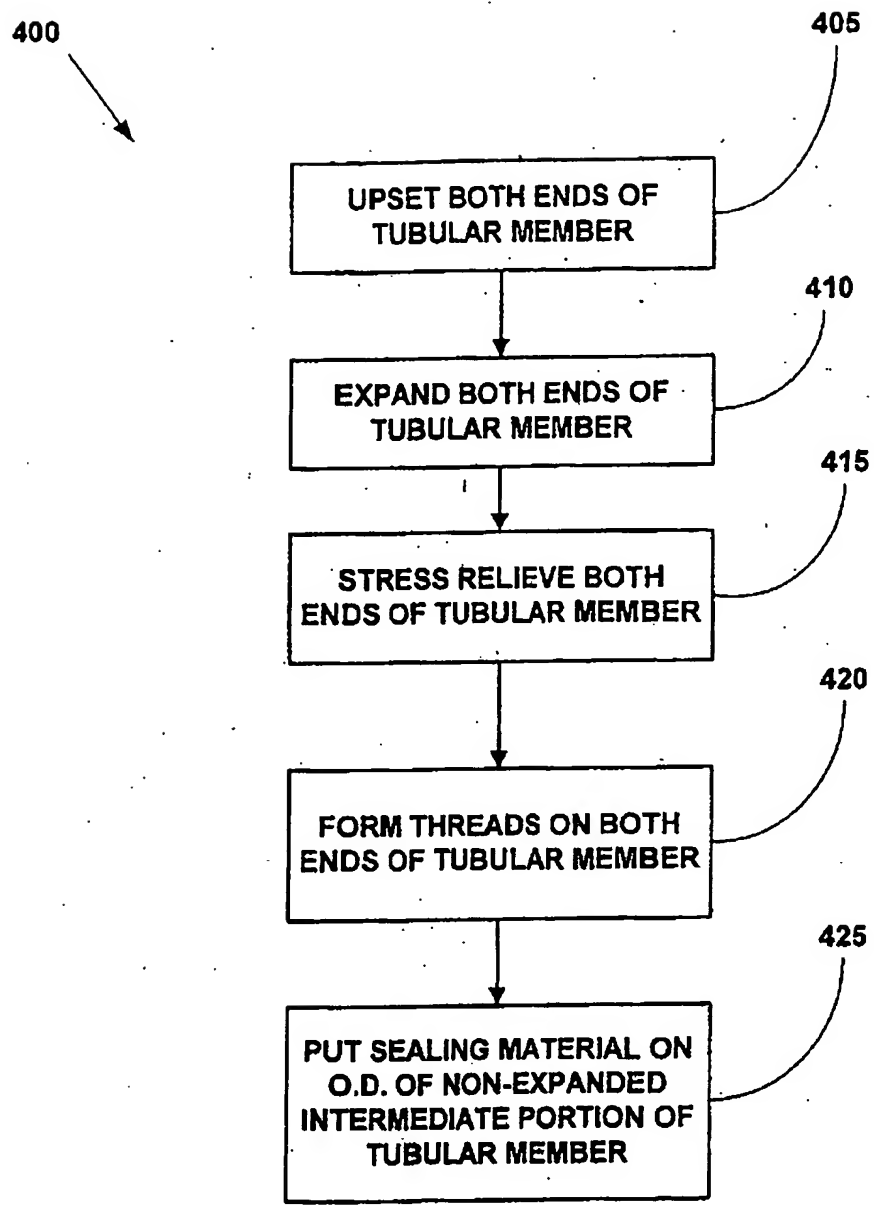 400
405
UPSET BOTH ENDS OF
TUBULAR MEMBER
410
EXPAND BOTH ENDS OF
TUBULAR MEMBER
415
STRESS RELIEVE BOTH
ENDS OF TUBULAR MEMBER
420
FORM THREADS ON BOTH
ENDS OF TUBULAR MEMBER
425
PUT SEALING MATERIAL ON
O.D. OF NON-EXPANDED
INTERMEDIATE PORTION OF
TUBULAR MEMBER